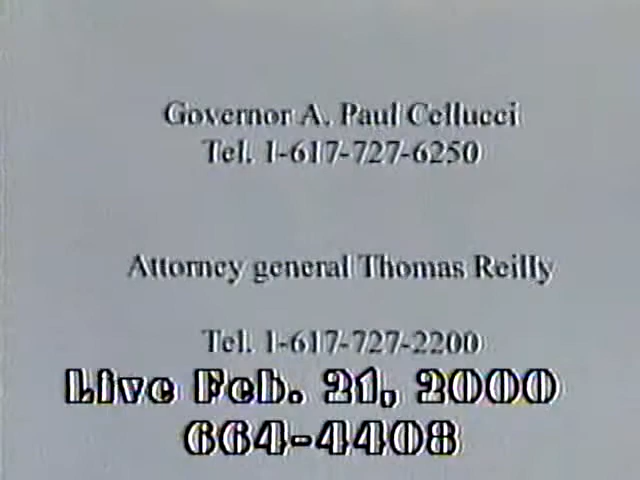 Governor A. Paul Cellucci
Tel. 1-617-727-6250
Attorney general Thomas Reilly
Tel. 1-617-727-2200
Live Feb. 21, 2000
664-4408